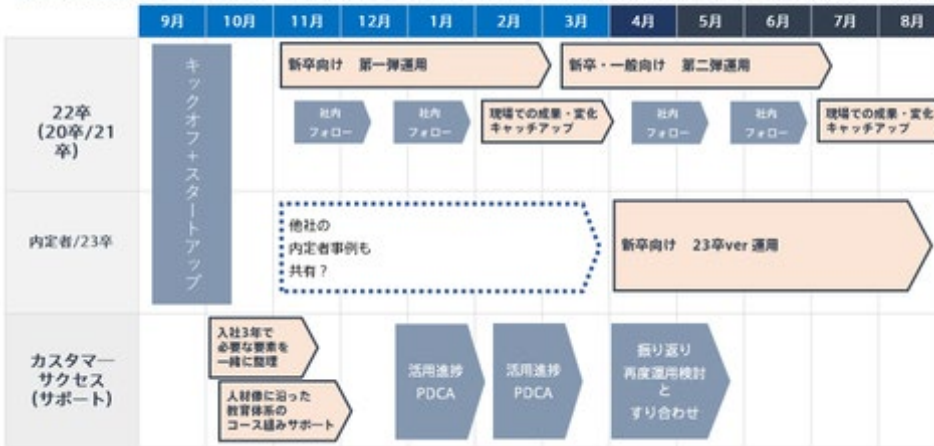 9月 10月 11月 12月 1月 2月 3月 4月 5月 6月 7月 8月
22卒
(20卒/21
卒)
キックオフ+スタートアップ
新卒向け 第一弾運用
新卒・一般向け 第二弾運用
社内
フォロー
社内
フォロー
現場での成果・変化
キャッチアップ
社内
フォロー
社内
フォロー
現場での成果・変化
キャッチアップ
内定者/23卒
他社の
内定者事例も
共有?
新卒向け 23卒ver 運用
カスタマー
サクセス
(サポート)
入社3年で
必要な要素を
一緒に整理
人材像に沿った
教育体系の
コース組みサポート
活用進捗
PDCA
活用進捗
PDCA
振り返り
再度運用検討
と
すり合わせ